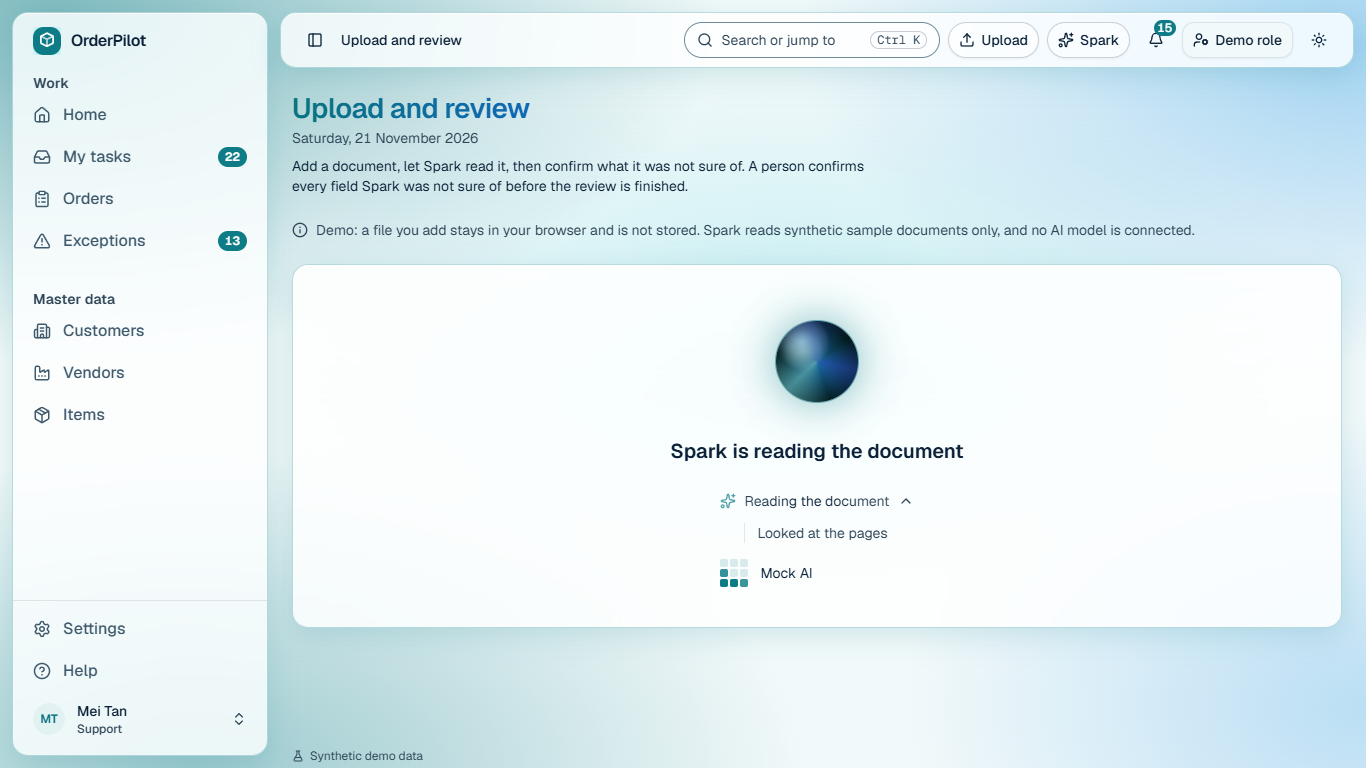 OrderPilot
Work
Home
My tasks 22
Orders
Exceptions 13
Master data
Customers
Vendors
Items
Settings
Help
MT
Mei Tan
Support
Upload and review
Search or jump to
Ctrl K
Upload
Spark
15
Demo role
Upload and review
Saturday, 21 November 2026
Add a document, let Spark read it, then confirm what it was not sure of. A person confirms
every field Spark was not sure of before the review is finished.
Demo: a file you add stays in your browser and is not stored. Spark reads synthetic sample documents only, and no AI model is connected.
Spark is reading the document
Reading the document
Looked at the pages
Mock AI
Synthetic demo data